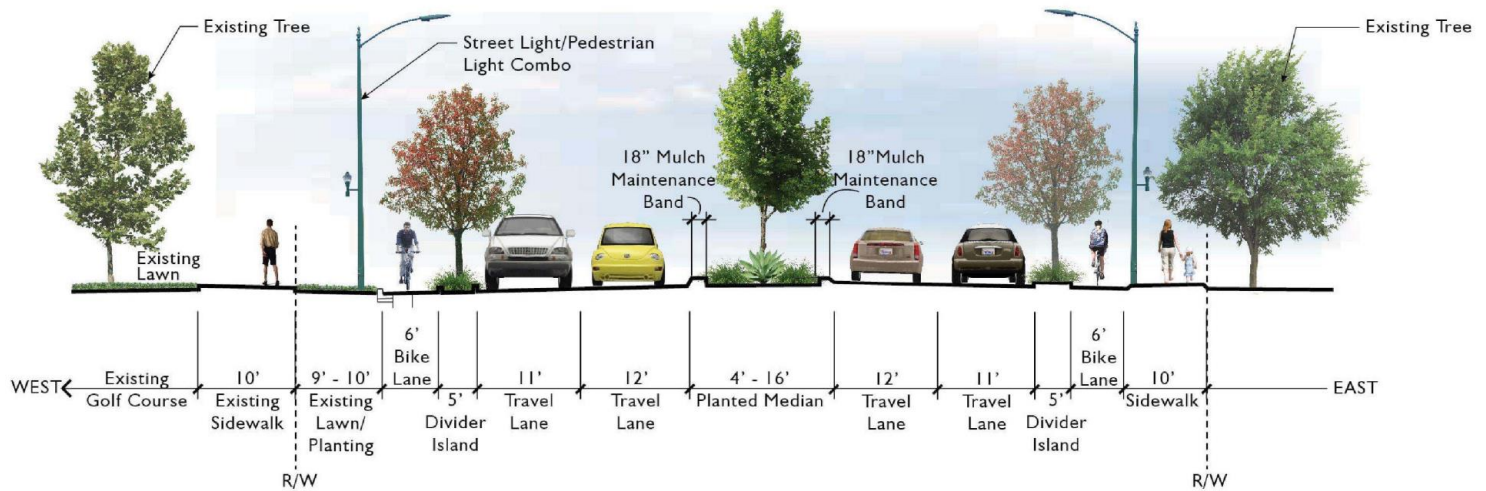 Existing Tree
Street Light/Pedestrian
Light Combo
Existing Tree
18” Mulch
Maintenance
Band
18”Mulch
Maintenance
Band
Existing
Lawn
WEST
Existing
Golf Course
10’
Existing
Sidewalk
9’ - 10’
Existing
Lawn/
Planting
6’
Bike
Lane
5’
Divider
Island
11’
Travel
Lane
12’
Travel
Lane
4’ - 16’
Planted Median
12’
Travel
Lane
11’
Travel
Lane
5’
Divider
Island
6’
Bike
Lane
10’
Sidewalk
EAST
R/W
R/W